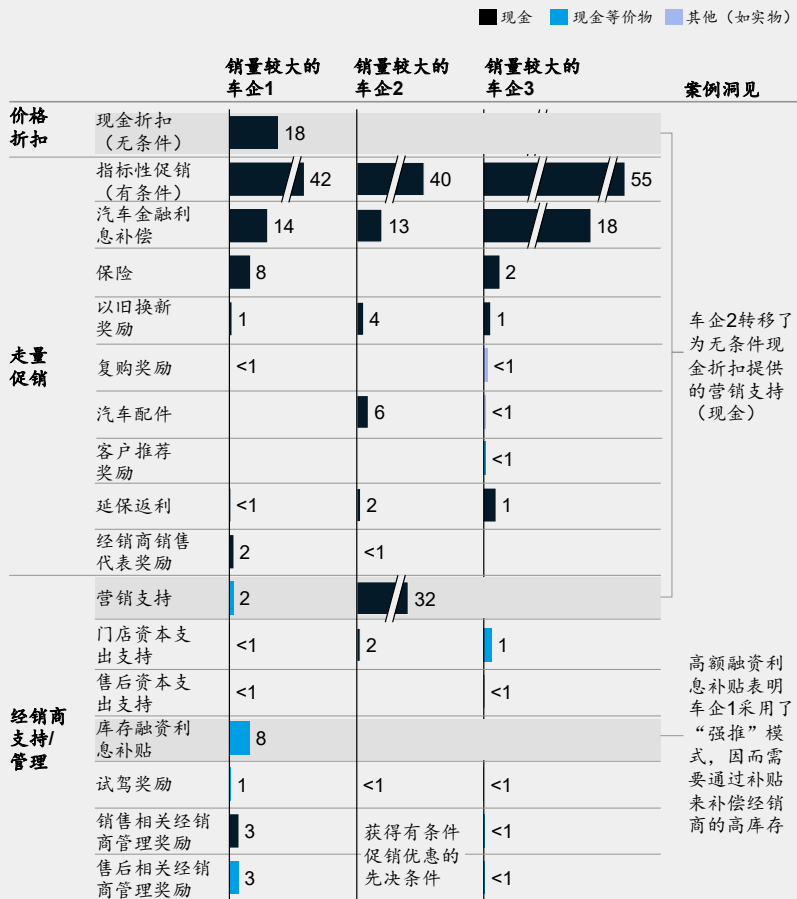 现金 现金等价物 其他（如实物）
销量较大的
车企1
销量较大的
车企2
销量较大的
车企3
案例洞见
价格
折扣
现金折扣
（无条件）
18
指标性促销
（有条件）
42 40 55
汽车金融利
息补偿
14 13 18
走量
促销
保险 8 2
以旧换新
奖励
1 4 1
复购奖励 <1 <1
汽车配件 6 <1
客户推荐
奖励
<1
延保返利 <1 2 1
经销商销售
代表奖励
2 <1
车企2转移了
为无条件现
金折扣提供
的营销支持
（现金）
经销商
支持/
管理
营销支持 2 32
门店资本支
出支持
<1 2 1
售后资本支
出支持
<1 <1
库存融资利
息补贴
8
试驾奖励 1 <1 <1
销售相关经销
商管理奖励
3 <1
售后相关经销
商管理奖励
3 <1
获得有条件
促销优惠的
先决条件
高额融资利
息补贴表明
车企1采用了
“强推”模
式，因而需
要通过补贴
来补偿经销
商的高库存